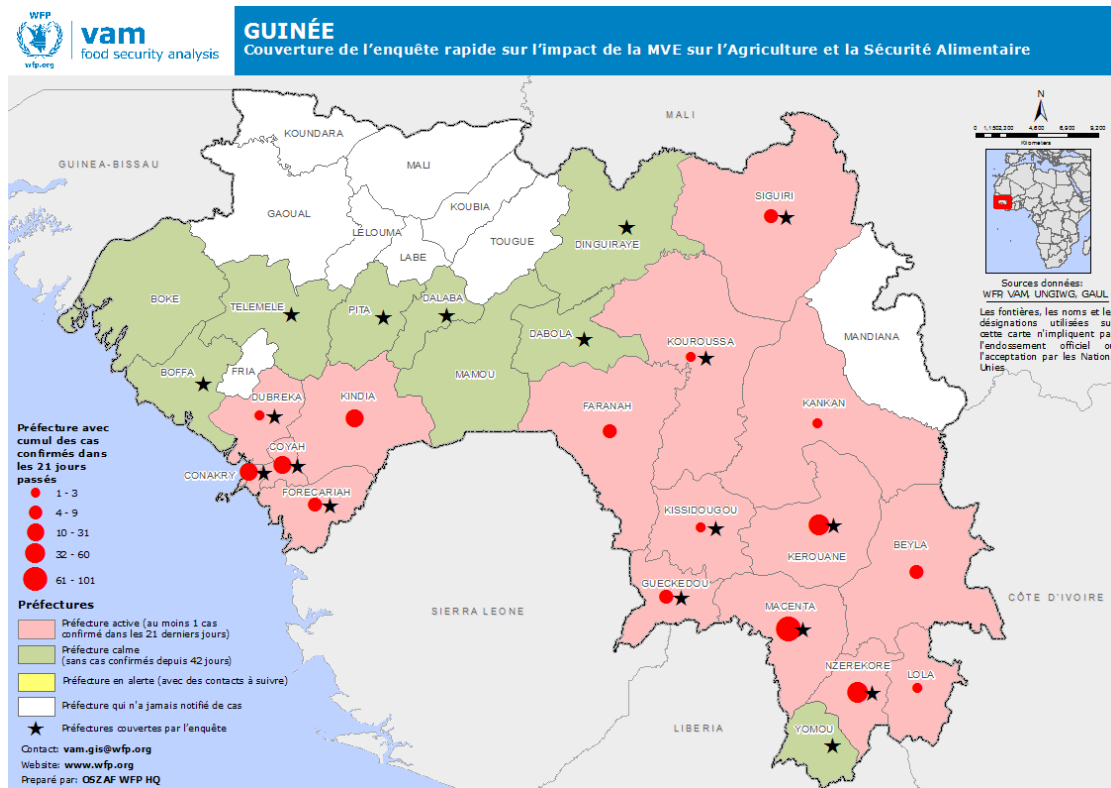 WFP
wfp.org
vam
food security analysis
GUINÉE
Couverture de l'enquête rapide sur l'impact de la MVE sur l'Agriculture et la Sécurité Alimentaire
MALI
GUINEA-BISSAU
KOUNDARA
MALI
GAOUAL
KOUBIA
LELOUMA
LABE
TOUGUE
SIGUIRI
DINGUIRAYE
BOKE
TELEMELE
PITA
DALABA
DABOLA
KOUROUSSA
MANDIANA
BOFFA
FRIA
MAMOU
DUBREKA
KINDIA
FARANAH
KANKAN
COYAH
CONAKRY
FORECARIAH
KISSIDOUGOU
KEROUANE
BEYLA
GUECKEDOU
MACENTA
SIERRA LEONE
CÔTE D'IVOIRE
NZEREKORE
LOLA
LIBERIA
YOMOU
N
Kilometers
Sources données:
WFP, VAM, UNGIWG, GAUL
Les fontières, les noms et le
désignations utilisées su
cette carte n'impliquent pa
l'endossement officiel ou
l'acceptation par les Nation
Unies
Préfecture avec
cumul des cas
confirmés dans
les 21 jours
passés
1 - 3
4 - 9
10 - 31
32 - 60
61 - 101
Préfectures
Préfecture active (au moins 1 cas
confirmé dans les 21 derniers jours)
Préfecture calme
(sans cas confirmés depuis 42 jours)
Préfecture en alerte (avec des contacts à suivre)
Préfecture qui n'a jamais notifié de cas
Préfectures couvertes par l'enquête
Contact: vam.gis@wfp.org
Website: www.wfp.org
Preparé par: OSZAF WFP HQ